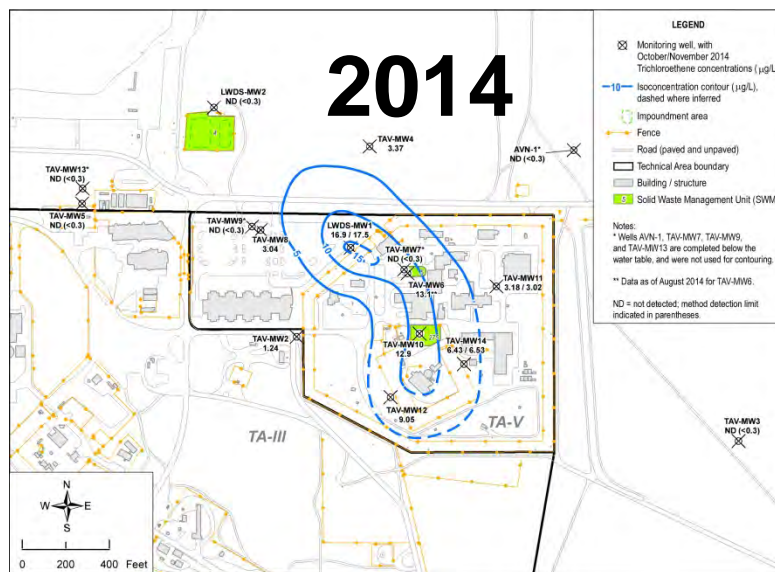 2014
LWDS-MW2
ND (<0.3)
TAV-MW4
3.37
AVN-1*
ND (<0.3)
TAV-MW13*
ND (<0.3)
TAV-MW5
ND (<0.3)
TAV-MW9*
ND (<0.3)
TAV-MW8
3.04
5
10
LWDS-MW1
16.9 / 17.5
15
TAV-MW7*
ND (<0.3)
TAV-MW6
13.1**
TAV-MW11
3.18 / 3.02
TAV-MW2
1.24
TAV-MW10
12.9
TAV-MW14
6.43 / 6.53
TAV-MW12
9.05
TAV-MW3
ND (<0.3)
TA-III
TA-V
N
W
E
S
0 200 400 Feet
LEGEND
Monitoring well, with
October/November 2014
Trichloroethene concentrations (µg/L
10
Isoconcentration contour (µg/L),
dashed where inferred
Impoundment area
Fence
Road (paved and unpaved)
Technical Area boundary
Building / structure
Solid Waste Management Unit (SWM
Notes:
* Wells AVN-1, TAV-MW7, TAV-MW9,
and TAV-MW13 are completed below the
water table, and were not used for contouring.
** Data as of August 2014 for TAV-MW6.
ND = not detected; method detection limit
indicated in parentheses.